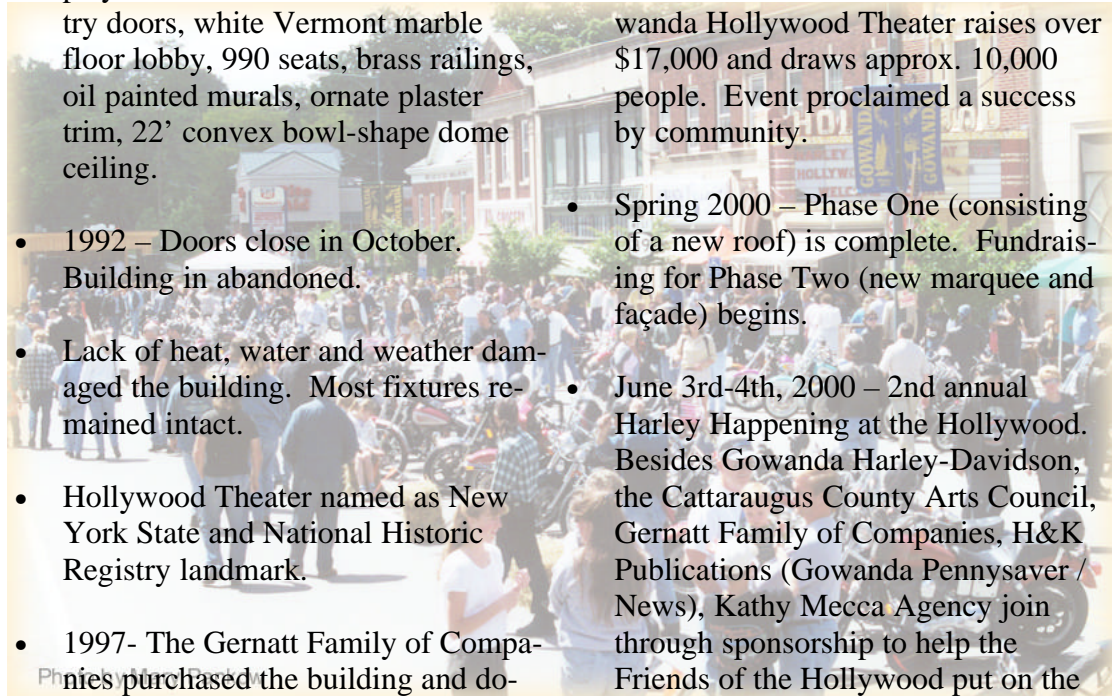 try doors, white Vermont marble
floor lobby, 990 seats, brass railings,
oil painted murals, ornate plaster
trim, 22’ convex bowl-shape dome
ceiling.
• 1992 – Doors close in October.
Building in abandoned.
• Lack of heat, water and weather dam-
aged the building. Most fixtures re-
mained intact.
• Hollywood Theater named as New
York State and National Historic
Registry landmark.
• 1997- The Gernatt Family of Compa-
nies purchased the building and do-
Photo by Mary
wanda Hollywood Theater raises over
$17,000 and draws approx. 10,000
people. Event proclaimed a success
by community.
• Spring 2000 – Phase One (consisting
of a new roof) is complete. Fundrais-
ing for Phase Two (new marquee and
façade) begins.
• June 3rd-4th, 2000 – 2nd annual
Harley Happening at the Hollywood.
Besides Gowanda Harley-Davidson,
the Cattaraugus County Arts Council,
Gernatt Family of Companies, H&K
Publications (Gowanda Pennysaver /
News), Kathy Mecca Agency join
through sponsorship to help the
Friends of the Hollywood put on the
GOWANDA
GOWANDA
HOLLYW